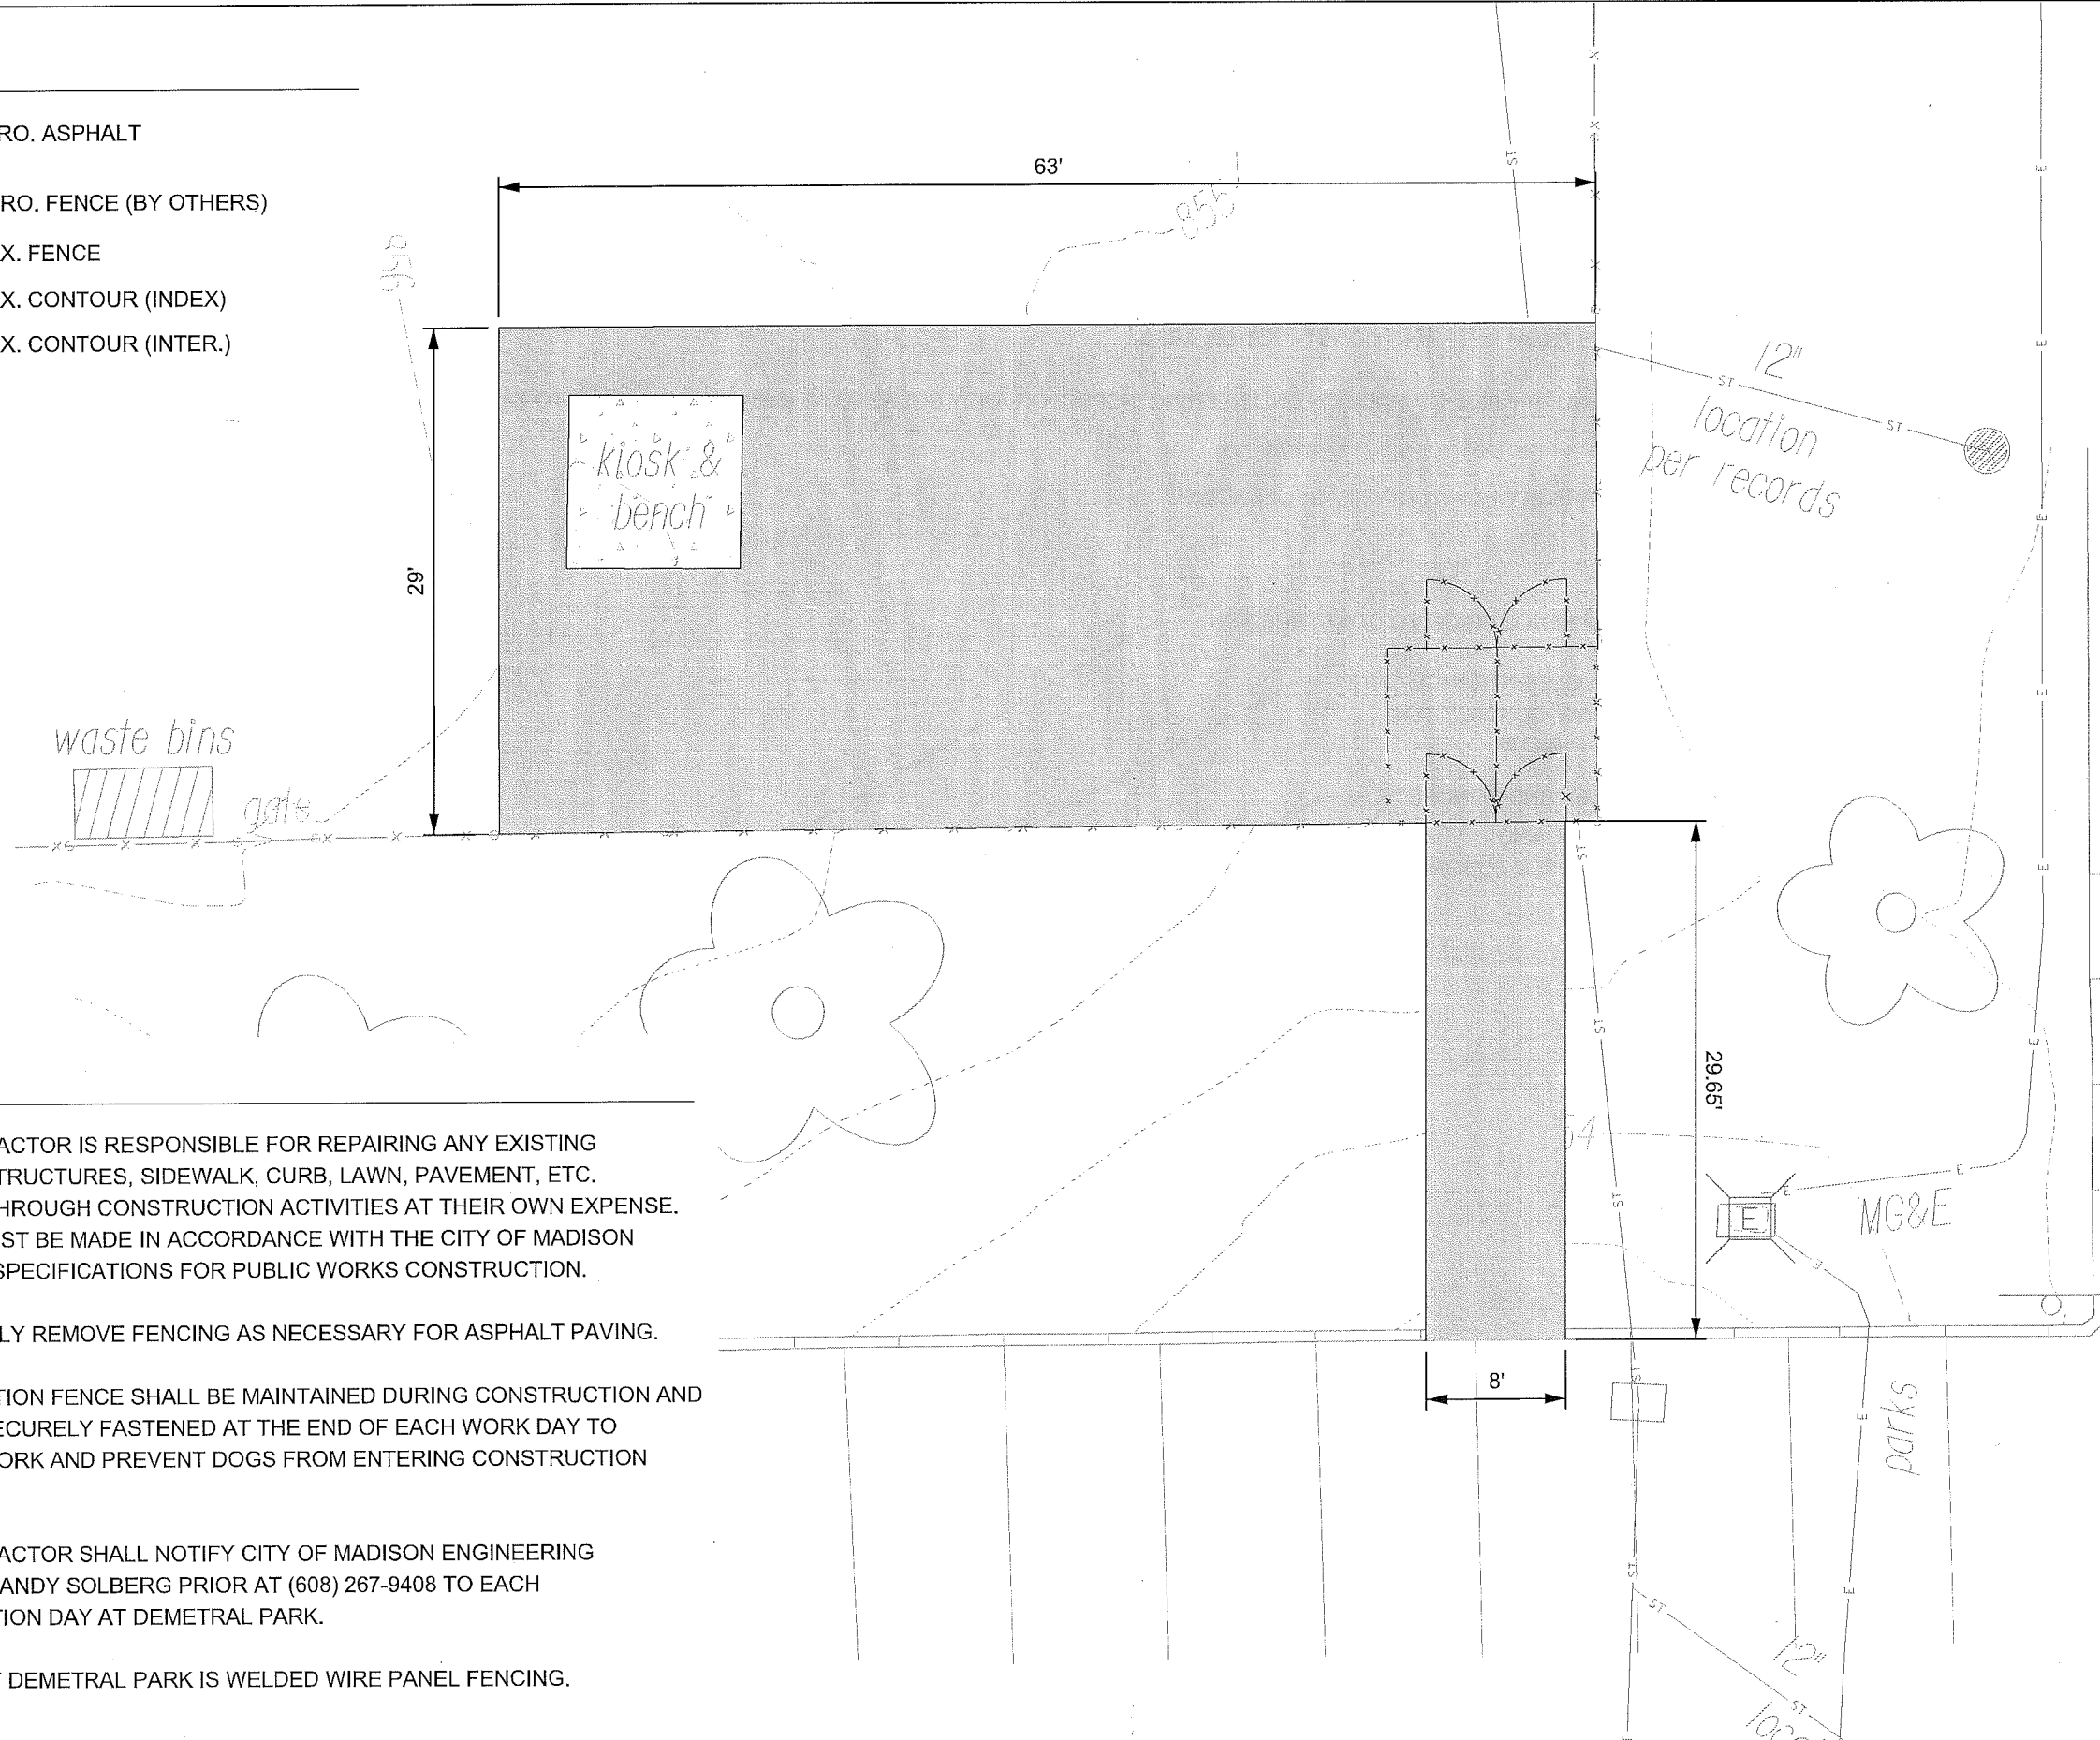 RO. ASPHALT
RO. FENCE (BY OTHERS)
X. FENCE
X. CONTOUR (INDEX)
X. CONTOUR (INTER.)
63'
855
29'
kiosk &
bench
12"
location
per records
ST
ST
ST
waste bins
gate
29.65'
8'
E
MG&E
parks
12"
ACTOR IS RESPONSIBLE FOR REPAIRING ANY EXISTING
TRUCTURES, SIDEWALK, CURB, LAWN, PAVEMENT, ETC.
HROUGH CONSTRUCTION ACTIVITIES AT THEIR OWN EXPENSE.
ST BE MADE IN ACCORDANCE WITH THE CITY OF MADISON
SPECIFICATIONS FOR PUBLIC WORKS CONSTRUCTION.
LY REMOVE FENCING AS NECESSARY FOR ASPHALT PAVING.
TION FENCE SHALL BE MAINTAINED DURING CONSTRUCTION AND
ECURELY FASTENED AT THE END OF EACH WORK DAY TO
ORK AND PREVENT DOGS FROM ENTERING CONSTRUCTION
ACTOR SHALL NOTIFY CITY OF MADISON ENGINEERING
ANDY SOLBERG PRIOR AT (608) 267-9408 TO EACH
TION DAY AT DEMETRAL PARK.
DEMETRAL PARK IS WELDED WIRE PANEL FENCING.